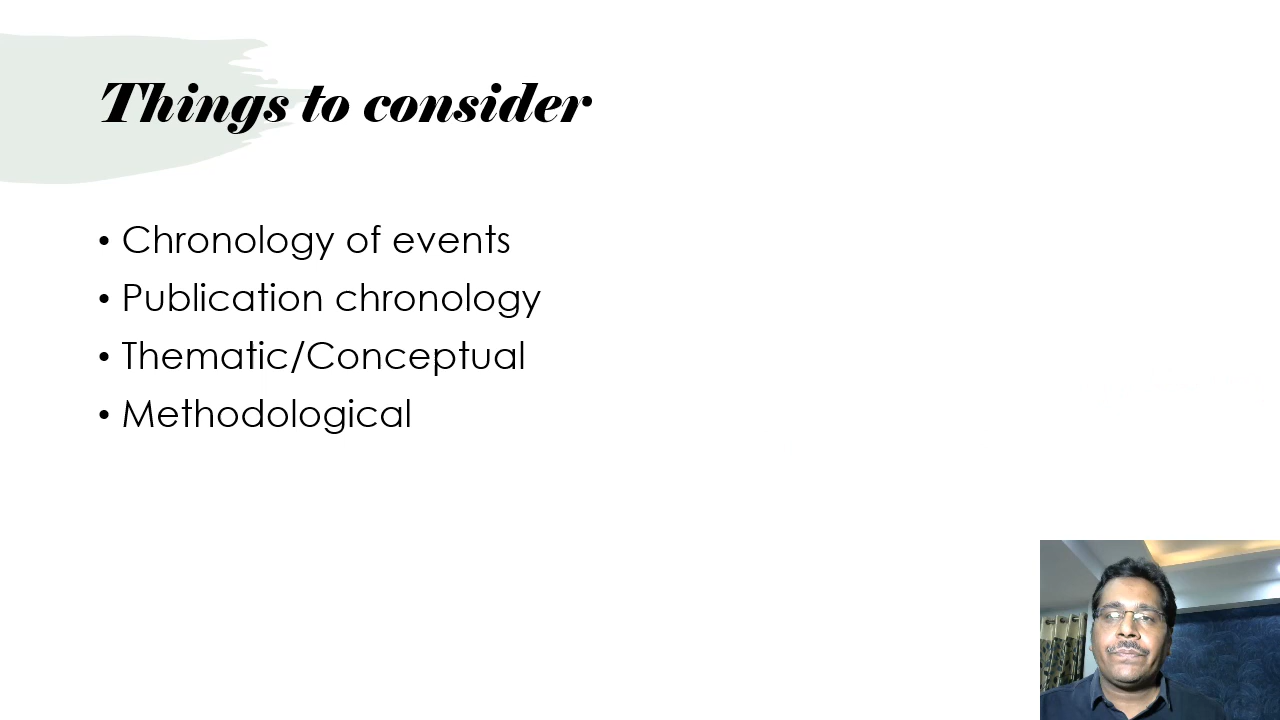 Things to consider
• Chronology of events
• Publication chronology
• Thematic/Conceptual
• Methodological